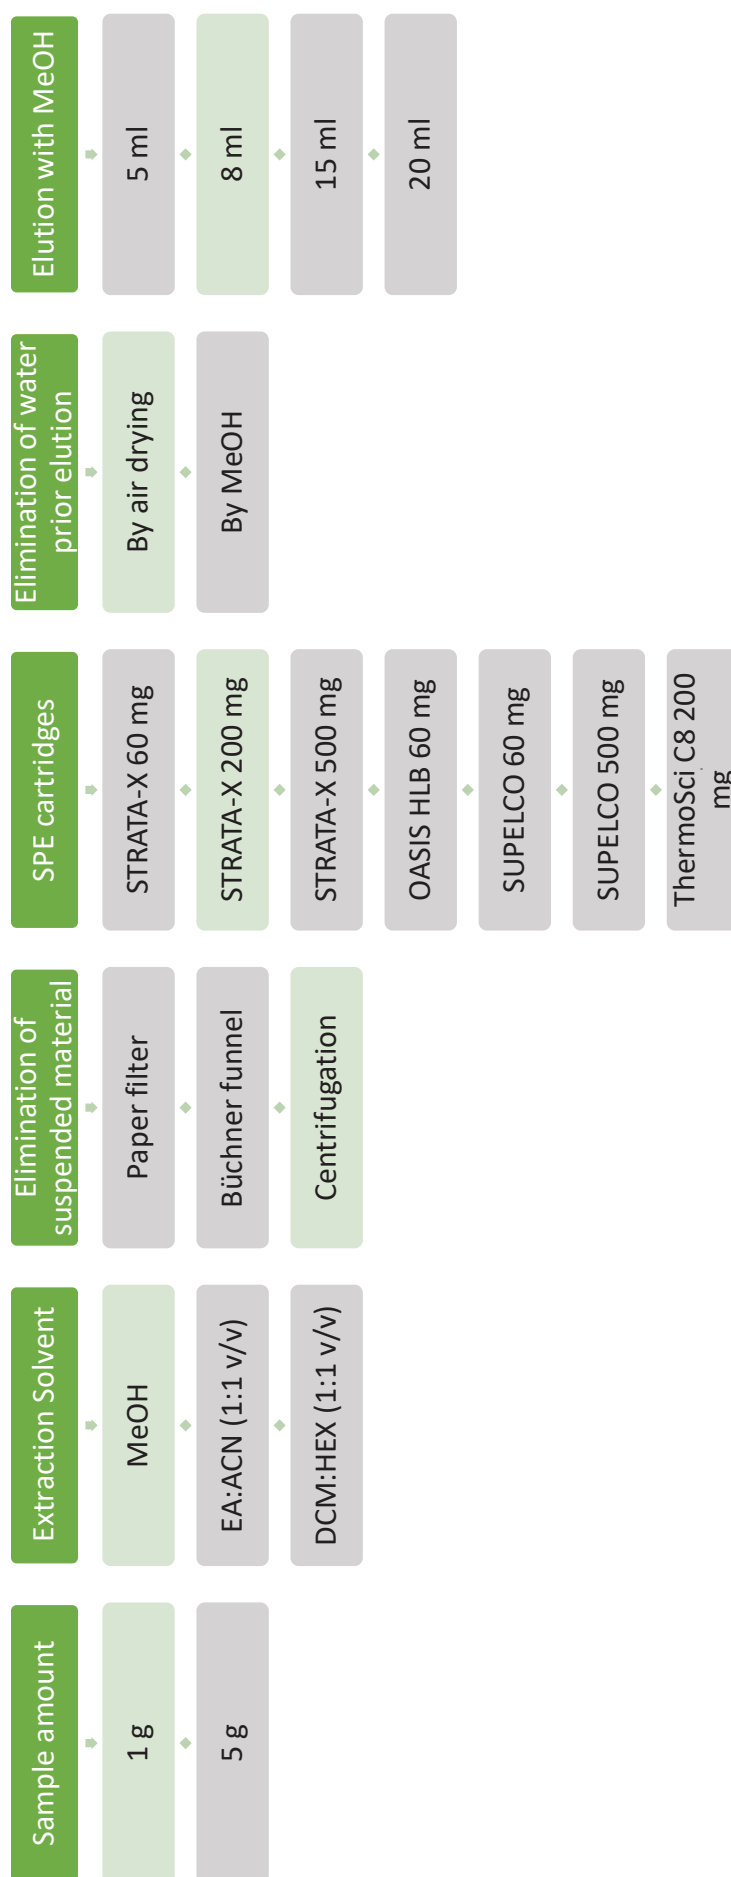 Sample amount
1 g
5 g
Extraction Solvent
MeOH
EA:ACN (1:1 v/v)
DCM:HEX (1:1 v/v)
Elimination of
suspended material
Paper filter
Büchner funnel
Centrifugation
SPE cartridges
STRATA-X 60 mg
STRATA-X 200 mg
STRATA-X 500 mg
OASIS HLB 60 mg
SUPELCO 60 mg
SUPELCO 500 mg
ThermoSci C8 200
mg
Elimination of water
prior elution
By air drying
By MeOH
Elution with MeOH
5 ml
8 ml
15 ml
20 ml